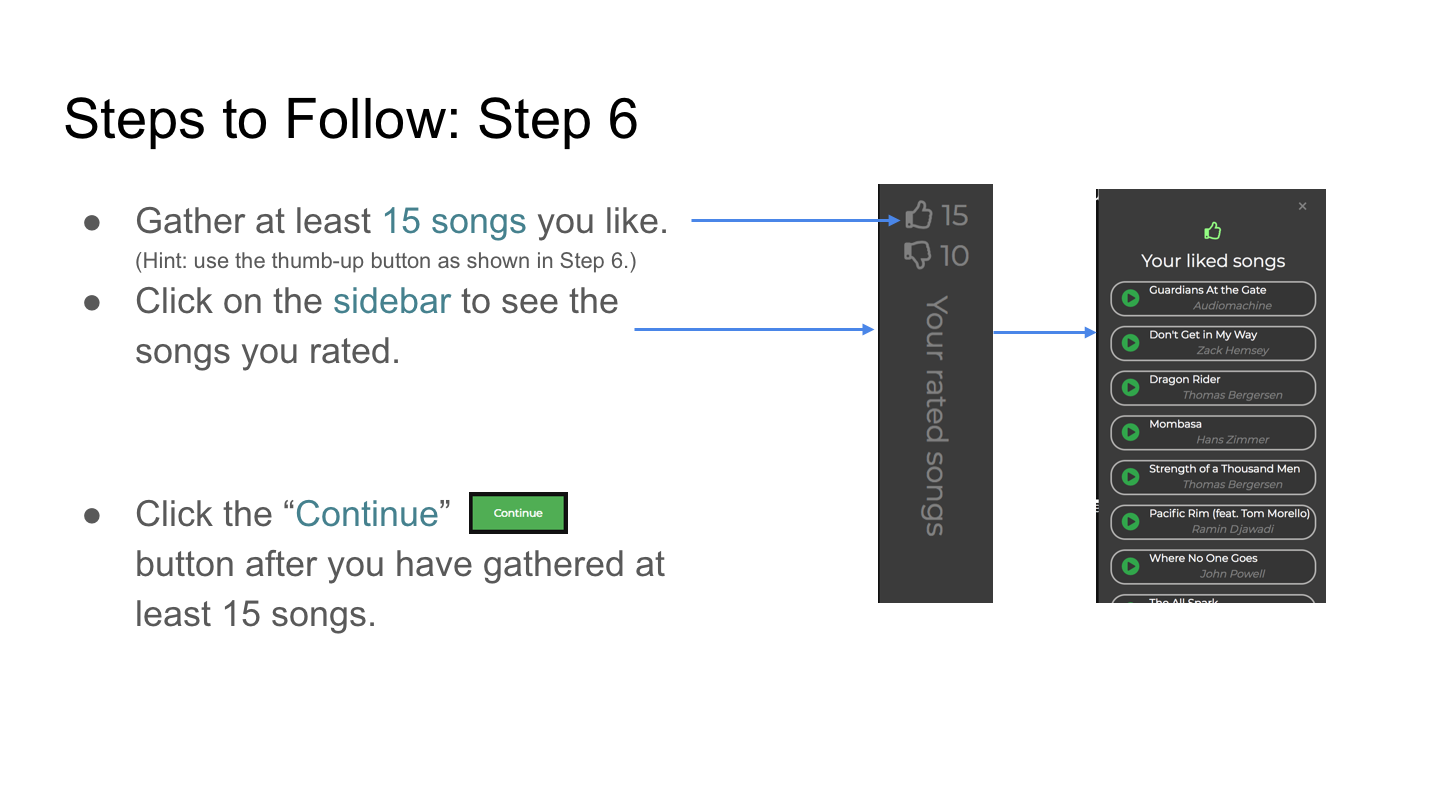 Steps to Follow: Step 6
● Gather at least 15 songs you like.
(Hint: use the thumb-up button as shown in Step 6.)
● Click on the sidebar to see the
songs you rated.
● Click the “Continue” Continue
button after you have gathered at
least 15 songs.
15
10
Your rated songs
×
Your liked songs
Guardians At the Gate
Audiomachine
Don't Get in My Way
Zack Hemsey
Dragon Rider
Thomas Bergersen
Mombasa
Hans Zimmer
Strength of a Thousand Men
Thomas Bergersen
Pacific Rim (feat. Tom Morello)
Ramin Djawadi
Where No One Goes
John Powell
The All Spark